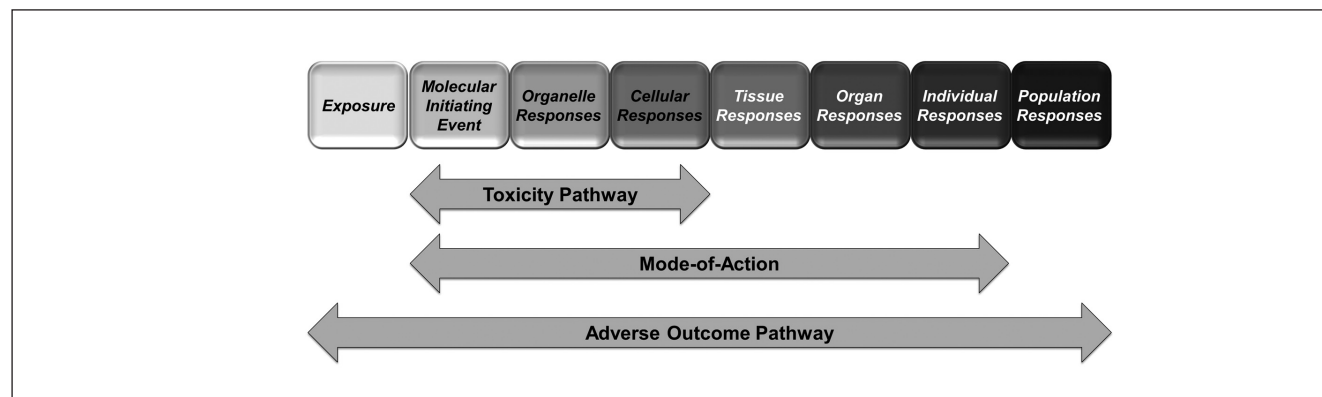 Exposure
Molecular
Initiating
Event
Organelle
Responses
Cellular
Responses
Tissue
Responses
Organ
Responses
Individual
Responses
Population
Responses
Toxicity Pathway
Mode-of-Action
Adverse Outcome Pathway